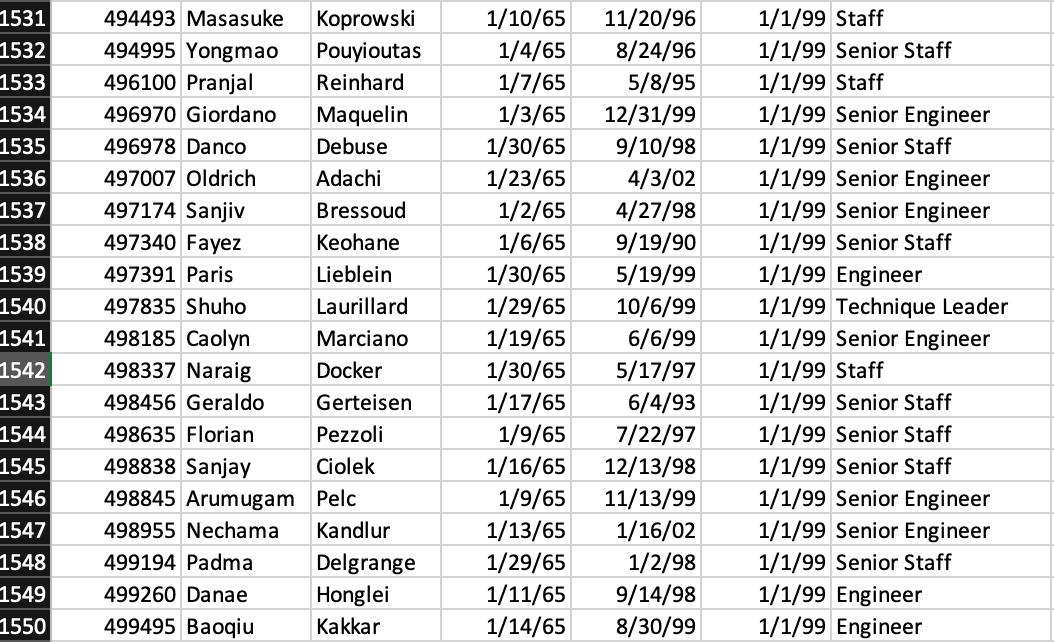 1531 494493 Masasuke Koprowski 1/10/65 11/20/96 1/1/99 Staff
1532 494995 Yongmao Pouyioutas 1/4/65 8/24/96 1/1/99 Senior Staff
1533 496100 Pranjal Reinhard 1/7/65 5/8/95 1/1/99 Staff
1534 496970 Giordano Maquelin 1/3/65 12/31/99 1/1/99 Senior Engineer
1535 496978 Danco Debuse 1/30/65 9/10/98 1/1/99 Senior Staff
1536 497007 Oldrich Adachi 1/23/65 4/3/02 1/1/99 Senior Engineer
1537 497174 Sanjiv Bressoud 1/2/65 4/27/98 1/1/99 Senior Engineer
1538 497340 Fayez Keohane 1/6/65 9/19/90 1/1/99 Senior Staff
1539 497391 Paris Lieblein 1/30/65 5/19/99 1/1/99 Engineer
1540 497835 Shuho Laurillard 1/29/65 10/6/99 1/1/99 Technique Leader
1541 498185 Caolyn Marciano 1/19/65 6/6/99 1/1/99 Senior Engineer
1542 498337 Naraig Docker 1/30/65 5/17/97 1/1/99 Staff
1543 498456 Geraldo Gerteisen 1/17/65 6/4/93 1/1/99 Senior Staff
1544 498635 Florian Pezzoli 1/9/65 7/22/97 1/1/99 Senior Staff
1545 498838 Sanjay Ciolek 1/16/65 12/13/98 1/1/99 Senior Staff
1546 498845 Arumugam Pelc 1/9/65 11/13/99 1/1/99 Senior Engineer
1547 498955 Nechama Kandlur 1/13/65 1/16/02 1/1/99 Senior Engineer
1548 499194 Padma Delgrange 1/29/65 1/2/98 1/1/99 Senior Staff
1549 499260 Danae Honglei 1/11/65 9/14/98 1/1/99 Engineer
1550 499495 Baoqiu Kakkar 1/14/65 8/30/99 1/1/99 Engineer